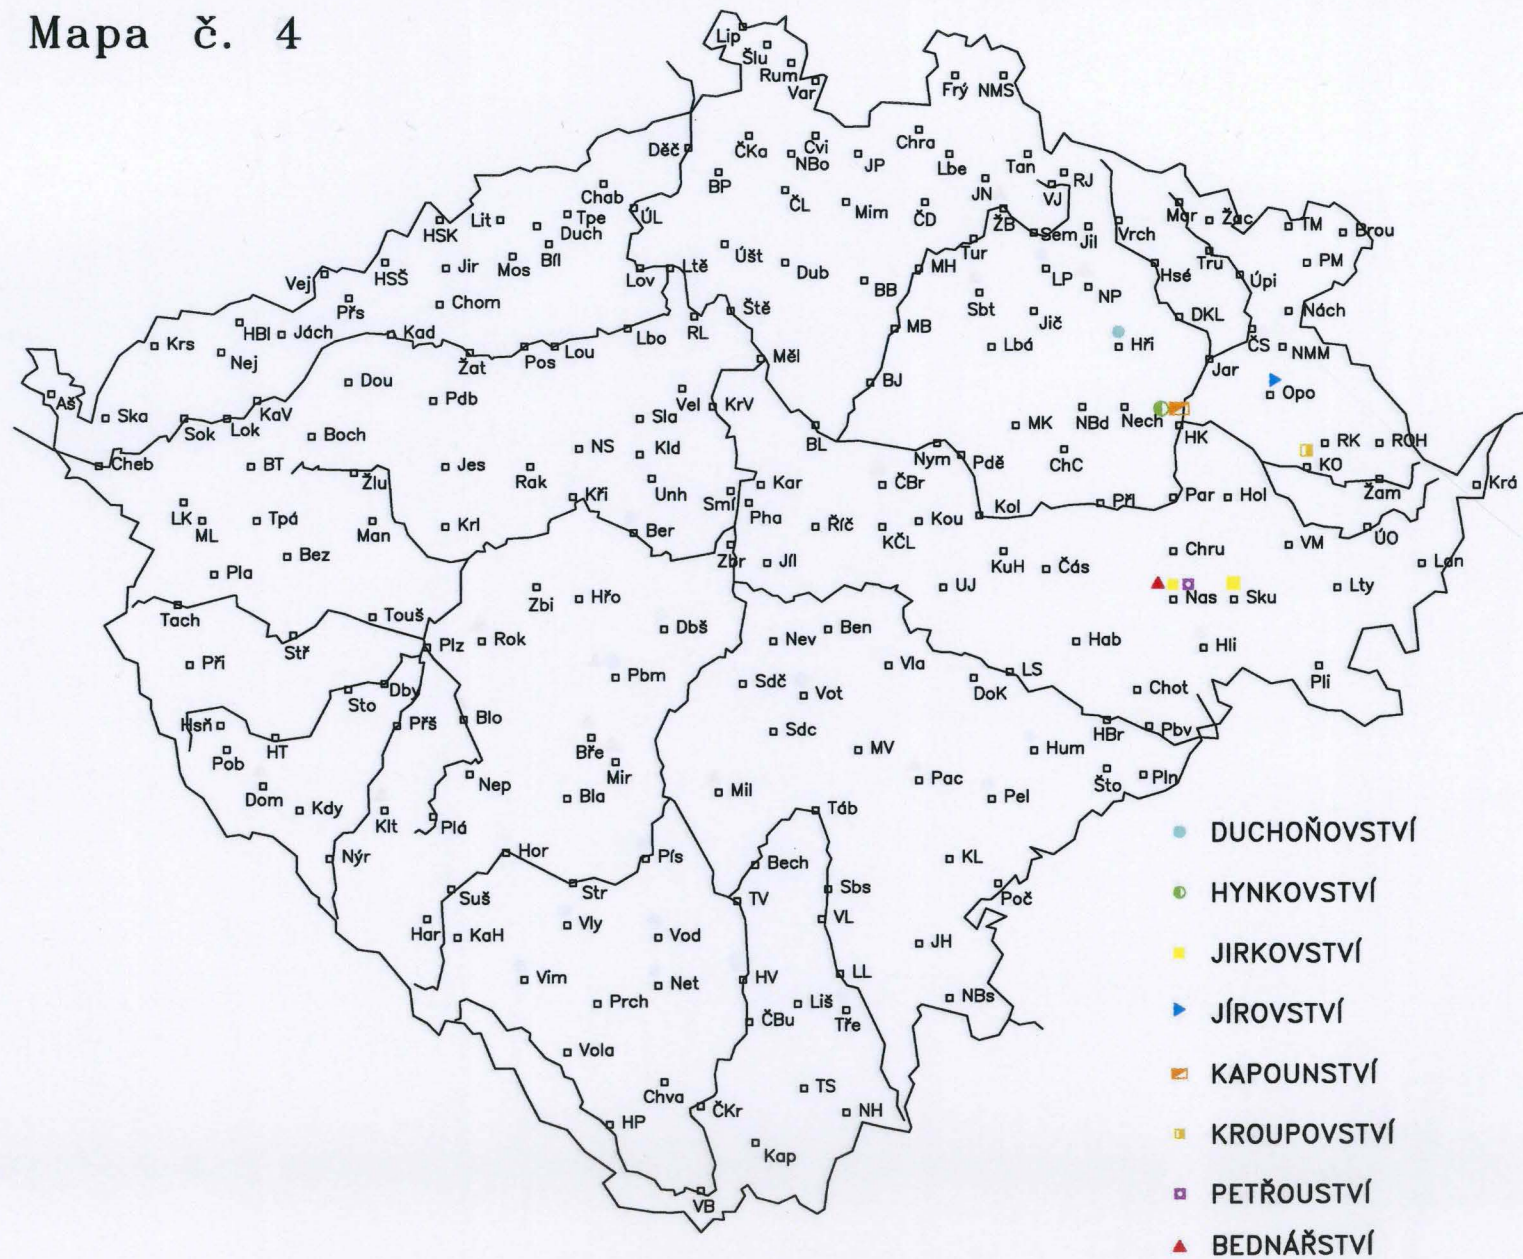 Mapa č. 4
Lip
Šlu
Rum
Var
Frý NMS
Děč ČKa Cvi NBo JP Chra Lbe Tan RJ
BP ČL Mim ČD JN VJ
Chab
HSK Lit Tpe Duch ÚL ŽB Sem Jil Vrch Mar Žac TM Brou
Bíl Úšt Tur
Vej HSŠ Jir Mos Lov Ltě Dub MH LP Hsé Tru Úpi PM
Přs Chom BB Sbt NP
HBl Jách Kad Lbo RL Ště MB Jič DKL Nách
Krs Nej Žat Pos Lou Měl Lbá Hři Jar ČS NMM
Aš Dou Pdb Vel BJ Opo
Ska Sok Lok KaV Sla KrV BL MK NBd Nech HK
Boch NS Kld Nym Pdě ChC RK ROH
Cheb BT Žlu Jes Rak Unh Smí Kar ČBr KO Žam Krá
LK Kři Pha Kol Při Par Hol
ML Tpá Man Krl Ber Říč KČL Kou ÚO
Bez Zbr Jíl KuH Čás Chru VM Lan
Pla Zbi Hřo UJ Nas Sku Lty
Tach Touš
Stř Plz Rok Dbš Nev Ben Hab Hli
Při Dby Pbm Sdč Vla LS Pli
Sto Vot DoK Chot
Hsň Přš Blo Sdc HBr Pbv
Pob HT Bře Mir MV Hum
Dom Nep Mil Pac Što Pln
Kdy Klt Plá Bla Táb Pel
Nýr Hor Pís Bech KL
Suš Str TV Sbs Poč
Har KaH Vly Vod VL JH
Vim Net HV LL
Prch ČBu Liš Tře NBs
Vola
Chva ČKr TS
HP NH
Kap
VB
DUCHOŇOVSTVÍ
HYNKOVSTVÍ
JIRKOVSTVÍ
JÍROVSTVÍ
KAPOUNSTVÍ
KROUPOVSTVÍ
PETŘOUSTVÍ
BEDNÁŘSTVÍ